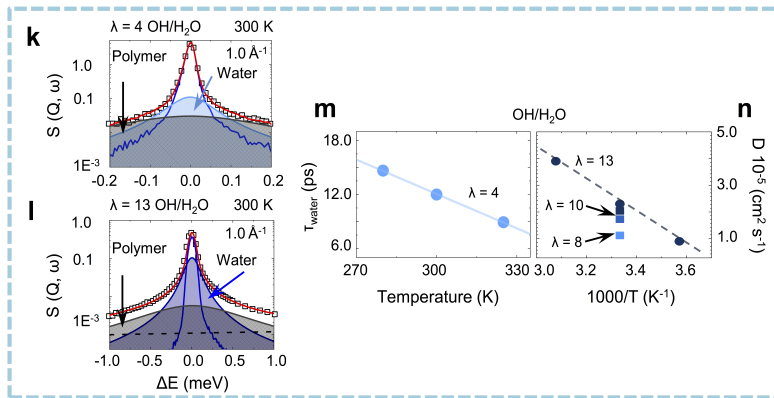 k
λ = 4 OH/H₂O 300 K
1.0 Å⁻¹
Polymer
Water
S (Q, ω)
1.0
0.1
1E⁻³
-0.2 -0.1 0.0 0.1 0.2
l
λ = 13 OH/H₂O 300 K
1.0 Å⁻¹
Polymer
Water
S (Q, ω)
1.0
0.1
1E⁻³
-1.0 -0.5 0.0 0.5 1.0
ΔE (meV)
m
OH/H₂O
n
18.0
12.0
6.0
τwater (ps)
λ = 4
270 300 330
Temperature (K)
λ = 13
λ = 10
λ = 8
5.0
3.0
1.0
D 10⁻⁵ (cm² s⁻¹)
3.0 3.2 3.4 3.6
1000/T (K⁻¹)